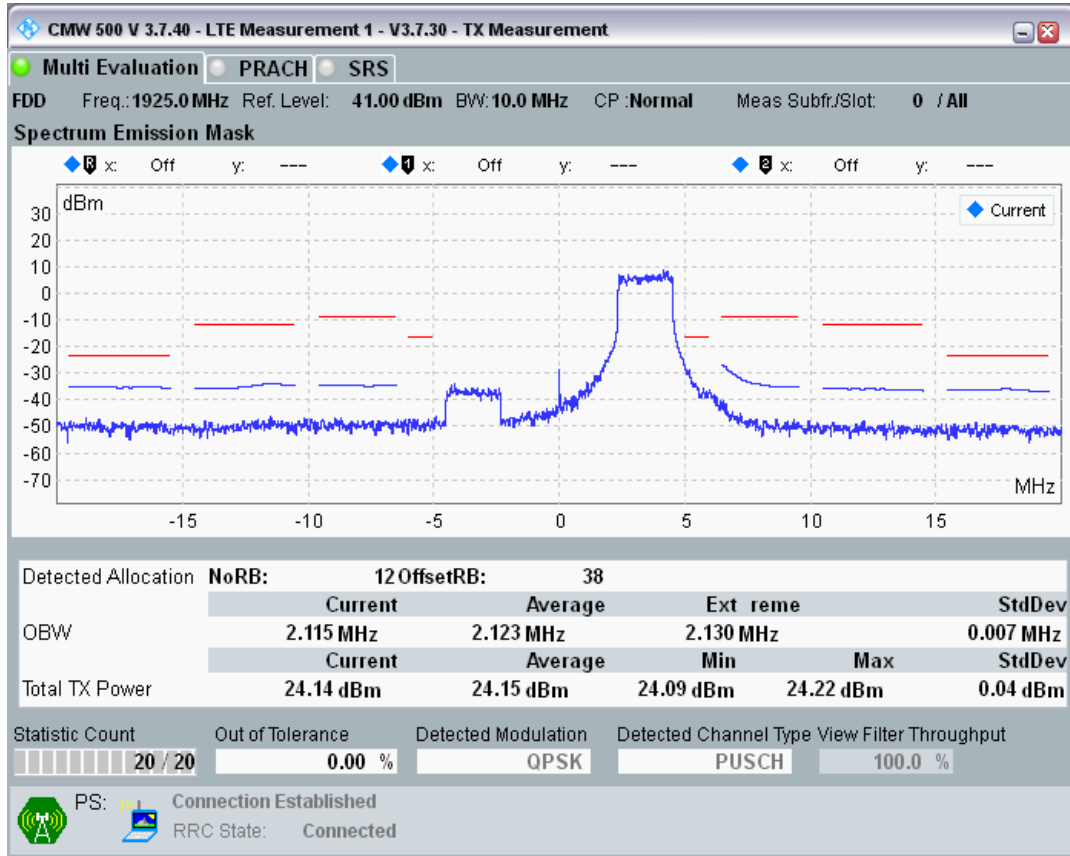 CMW 500 V 3.7.40 - LTE Measurement 1 - V3.7.30 - TX Measurement
Multi Evaluation PRACH SRS
FDD Freq.: 1925.0 MHz Ref. Level: 41.00 dBm BW: 10.0 MHz CP : Normal Meas Subfr./Slot: 0 / All
Spectrum Emission Mask
R x: Off y: --- 1 x: Off y: --- 2 x: Off y: ---
dBm
Current
30
20
10
0
-10
-20
-30
-40
-50
-60
-70
MHz
-15 -10 -5 0 5 10 15
Detected Allocation NoRB: 12 OffsetRB: 38
Current Average Ext reme StdDev
OBW 2.115 MHz 2.123 MHz 2.130 MHz 0.007 MHz
Current Average Min Max StdDev
Total TX Power 24.14 dBm 24.15 dBm 24.09 dBm 24.22 dBm 0.04 dBm
Statistic Count Out of Tolerance Detected Modulation Detected Channel Type View Filter Throughput
20 / 20 0.00 % QPSK PUSCH 100.0 %
PS: Connection Established
RRC State: Connected